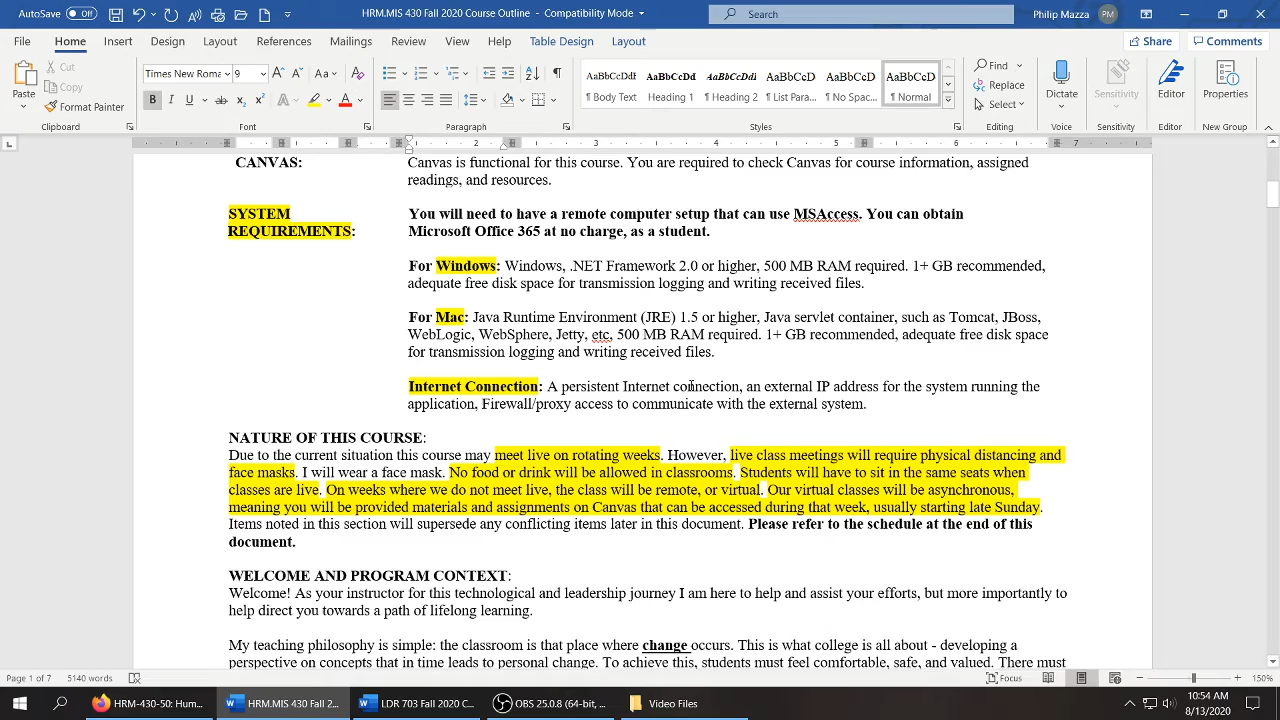 AutoSave Off HRM.MIS 430 Fall 2020 Section 50 - Compatibility Mode Search Philip Mazza PM
File Home Insert Design Layout References Mailings Review View Help Table Design Layout Share Comments
Paste Cut Copy Format Painter
Times New Roma 9
AaBbCcDdE AaBbCcDd AaBbCcDdi AaBbCcD AaBbCcD AaBbCcD
¶ Body Text Heading 1 ¶ Heading 2 ¶ List Para... ¶ No Spac... ¶ Normal
Find Replace Select Dictate Sensitivity Editor Properties
Clipboard Font Paragraph Styles Editing Voice Sensitivity Editor New Group
2 3 4 5 6 7
CANVAS: Canvas is functional for this course. You are required to check Canvas for course information, assigned
readings, and resources.
SYSTEM You will need to have a remote computer setup that can use MSAccess. You can obtain
REQUIREMENTS: Microsoft Office 365 at no charge, as a student.
For Windows: Windows, .NET Framework 2.0 or higher, 500 MB RAM required. 1+ GB recommended,
adequate free disk space for transmission logging and writing received files.
For Mac: Java Runtime Environment (JRE) 1.5 or higher, Java servlet container, such as Tomcat, JBoss,
WebLogic, WebSphere, Jetty, etc. 500 MB RAM required. 1+ GB recommended, adequate free disk space
for transmission logging and writing received files.
Internet Connection: A persistent Internet connection, an external IP address for the system running the
application, Firewall/proxy access to communicate with the external system.
NATURE OF THIS COURSE:
Due to the current situation this course may meet live on rotating weeks. However, live class meetings will require physical distancing and
face masks. I will wear a face mask. No food or drink will be allowed in classrooms. Students will have to sit in the same seats when
classes are live. On weeks where we do not meet live, the class will be remote, or virtual. Our virtual classes will be asynchronous,
meaning you will be provided materials and assignments on Canvas that can be accessed during that week, usually starting late Sunday.
Items noted in this section will supersede any conflicting items later in this document. Please refer to the schedule at the end of this
document.
WELCOME AND PROGRAM CONTEXT:
Welcome! As your instructor for this technological and leadership journey I am here to help and assist your efforts, but more importantly to
help direct you towards a path of lifelong learning.
My teaching philosophy is simple: the classroom is that place where change occurs. This is what college is all about - developing a
perspective on concepts that in time leads to personal change. To achieve this, students must feel comfortable, safe, and valued. There must
Page 1 of 7 5140 words Focus 150%
HRM-430-50: Hum... HRM.MIS 430 Fall 2... LDR 703 Fall 2020 C... OBS 25.0.8 (64-bit, ... Video Files 10:54 AM
8/13/2020